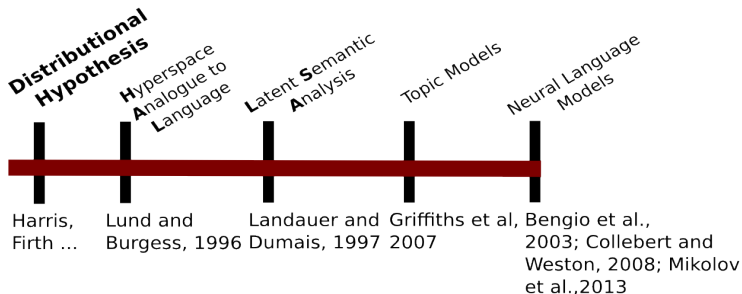 Distributional
Hypothesis
Hyperspace
Analogue to
Language
Latent Semantic
Analysis
Topic Models
Neural Language
Models
Harris,
Firth ...
Lund and
Burgess, 1996
Landauer and
Dumais, 1997
Griffiths et al,
2007
Bengio et al.,
2003; Collebert and
Weston, 2008; Mikolov
et al.,2013